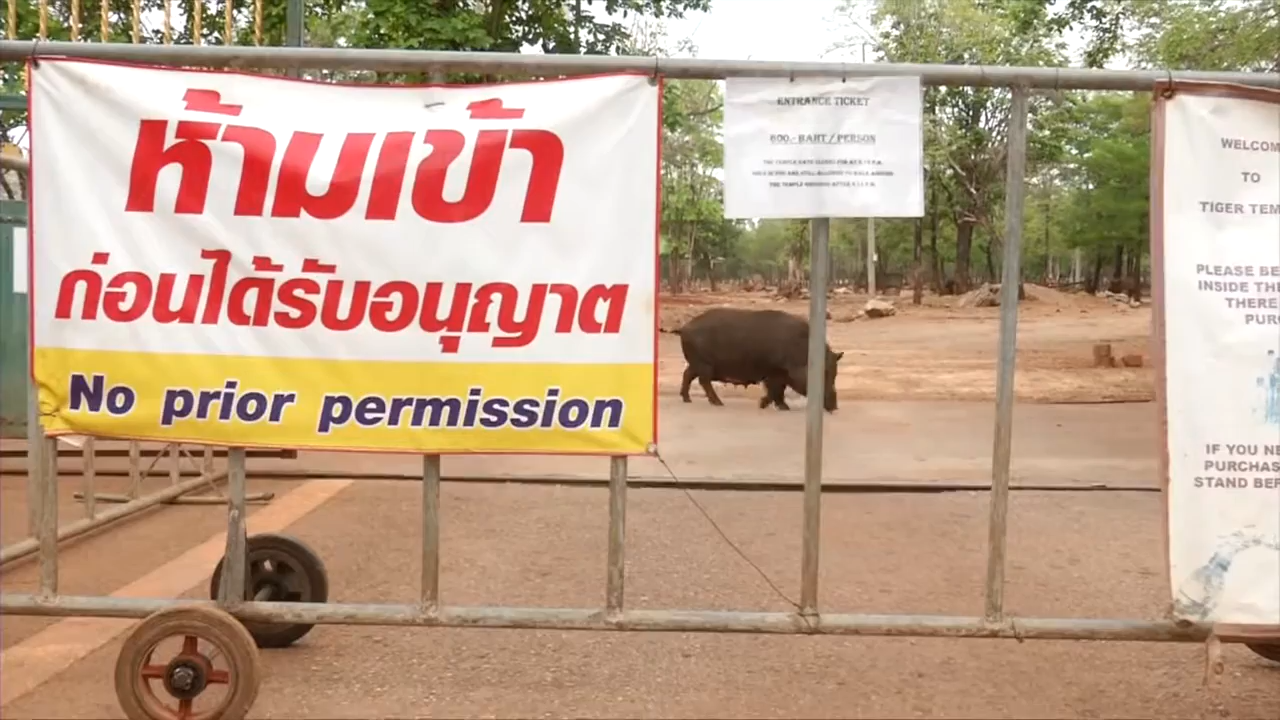 ห้ามเข้า
ก่อนได้รับอนุญาต
No prior permission
ENTRANCE TICKET
600.- BAHT / PERSON
WELCOM
TO
TIGER TEM
PLEASE BE
INSIDE THE
THERE
PUR
IF YOU NE
PURCHAS
STAND BEF